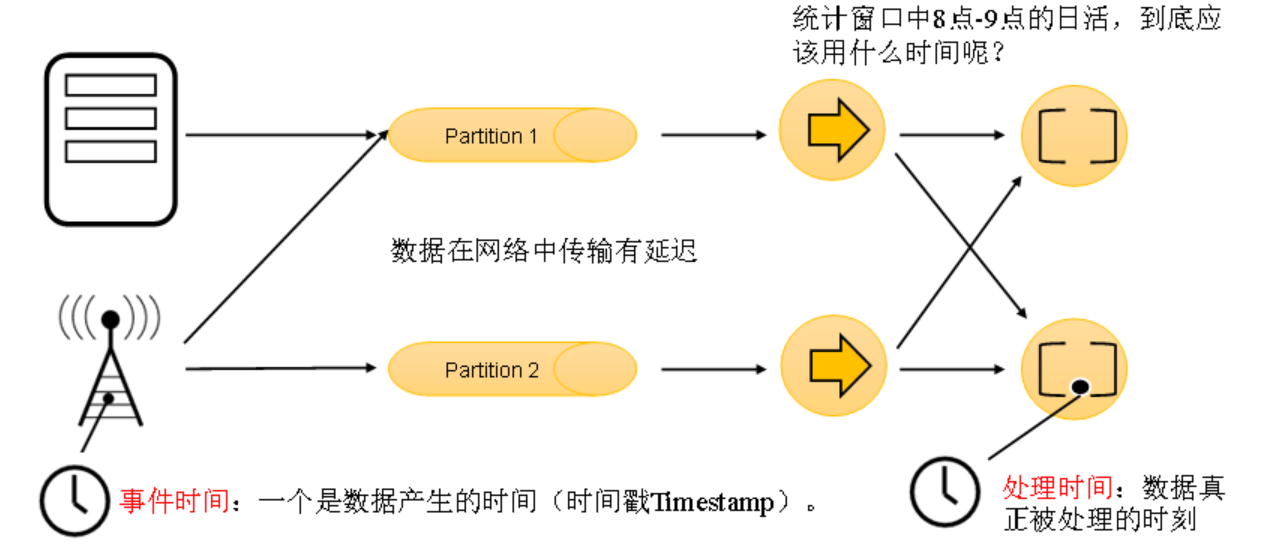 统计窗口中8点-9点的日活，到底应
该用什么时间呢？
Partition 1
数据在网络中传输有延迟
Partition 2
事件时间：一个是数据产生的时间（时间戳Timestamp）。
处理时间：数据真
正被处理的时刻